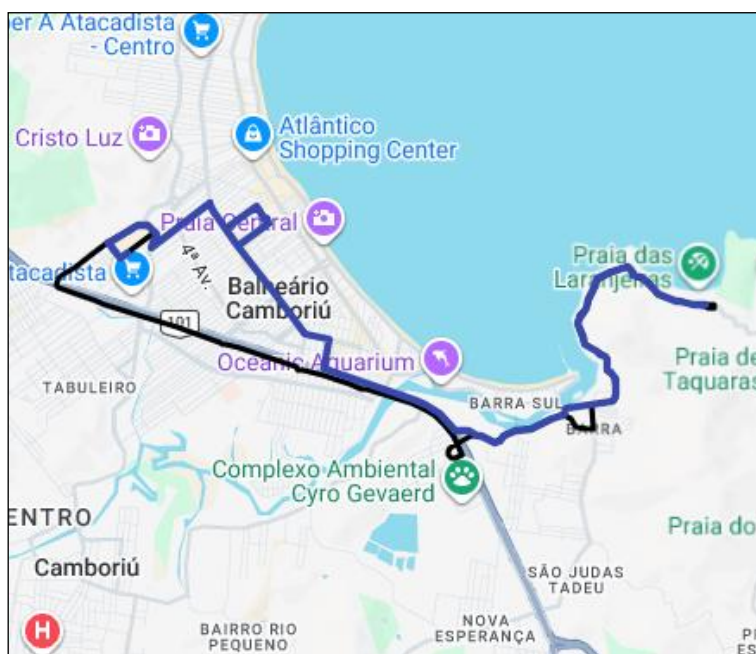 per A Atacadista
- Centro
Cristo Luz
Atlântico
Shopping Center
Praia Central
4ª Av.
Atacadista
Balneário
Camboriú
101
Praia das
Laranjeiras
Oceanic Aquarium
Praia de
Taquaras
TABULEIRO
BARRA SUL
BARRA
Complexo Ambiental
Cyro Gevaerd
ENTRO
Camboriú
Praia do
SÃO JUDAS
TADEU
H
BAIRRO RIO
PEQUENO
NOVA
ESPERANÇA